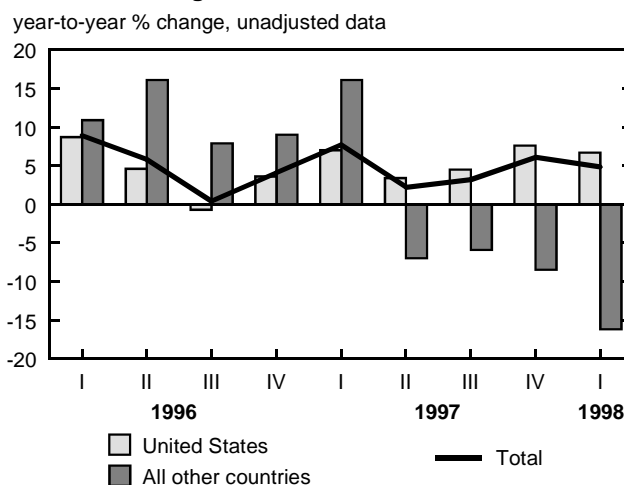 year-to-year % change, unadjusted data
20
15
10
5
0
-5
-10
-15
-20
I II III IV I II III IV I
1996 1997 1998
United States
All other countries
Total